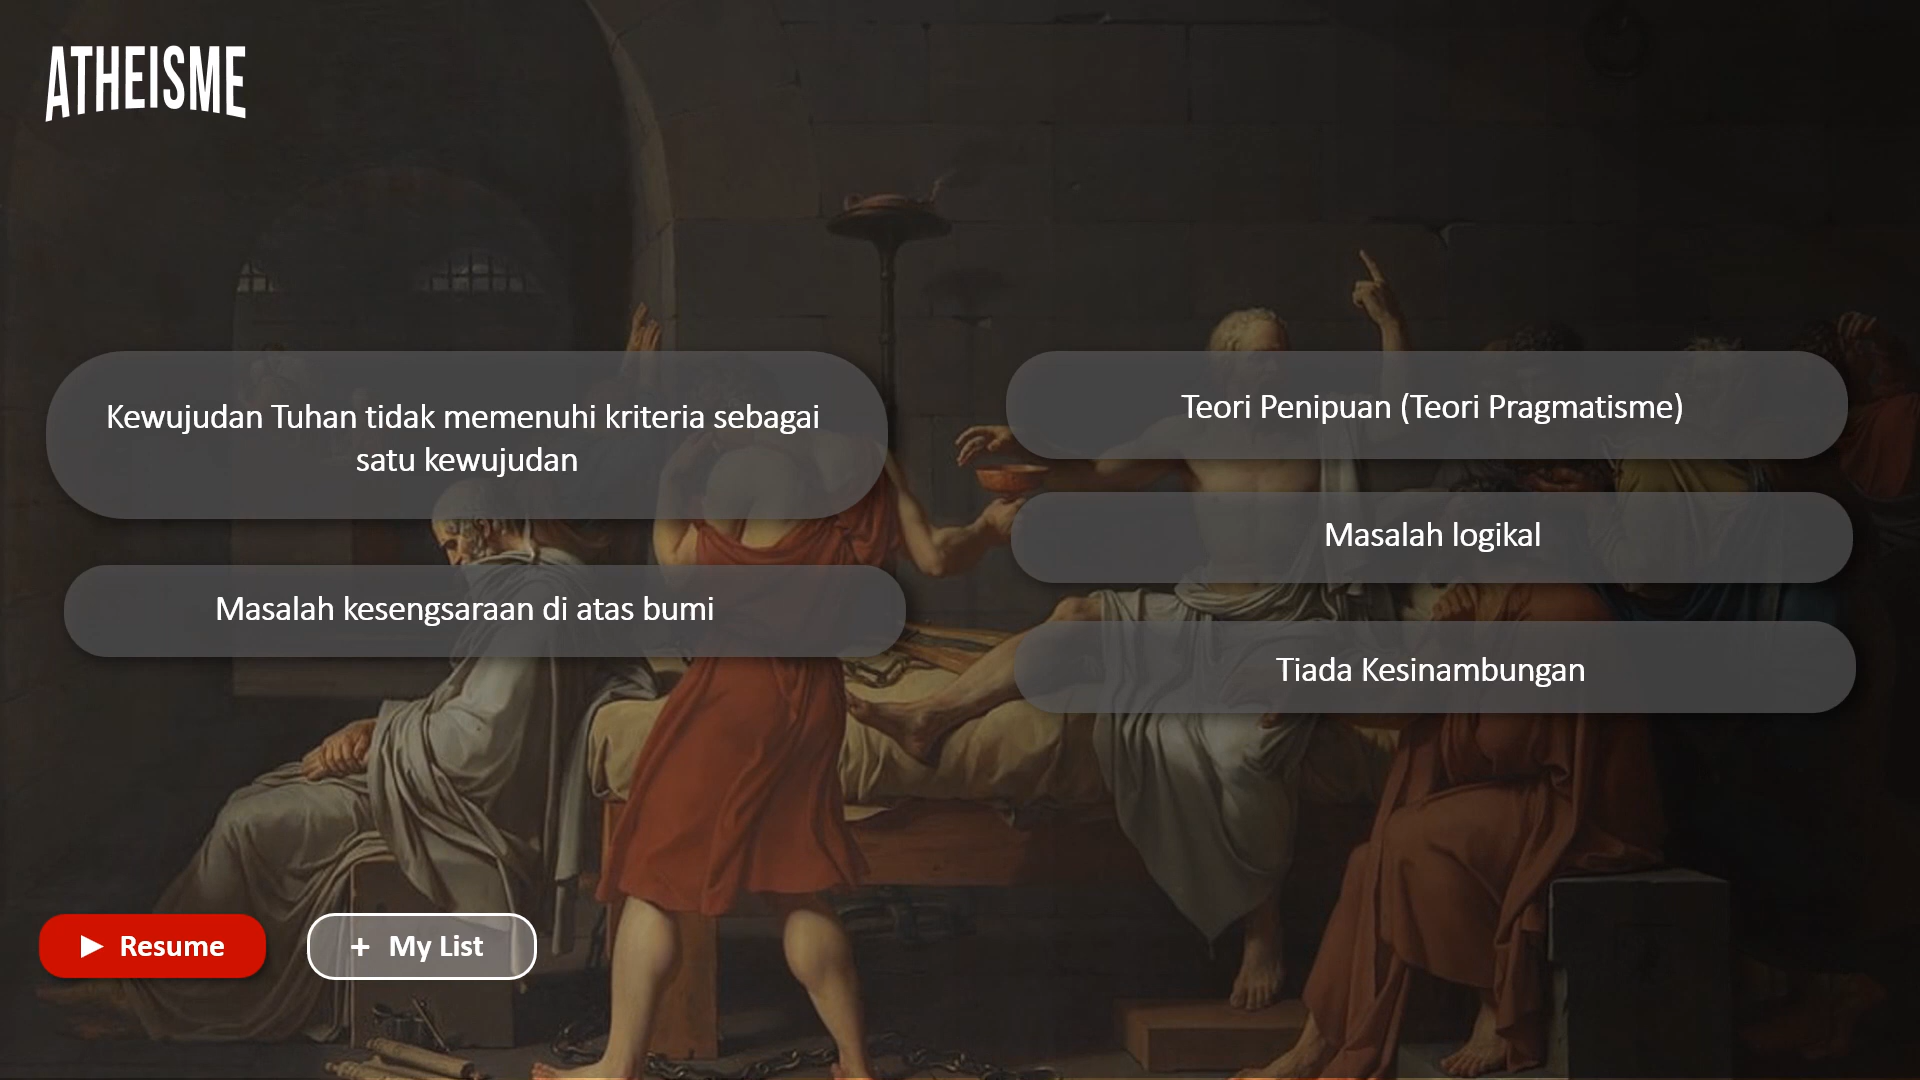 ATHEISME
Kewujudan Tuhan tidak memenuhi kriteria sebagai
satu kewujudan
Masalah kesengsaraan di atas bumi
Teori Penipuan (Teori Pragmatisme)
Masalah logikal
Tiada Kesinambungan
Resume
+ My List